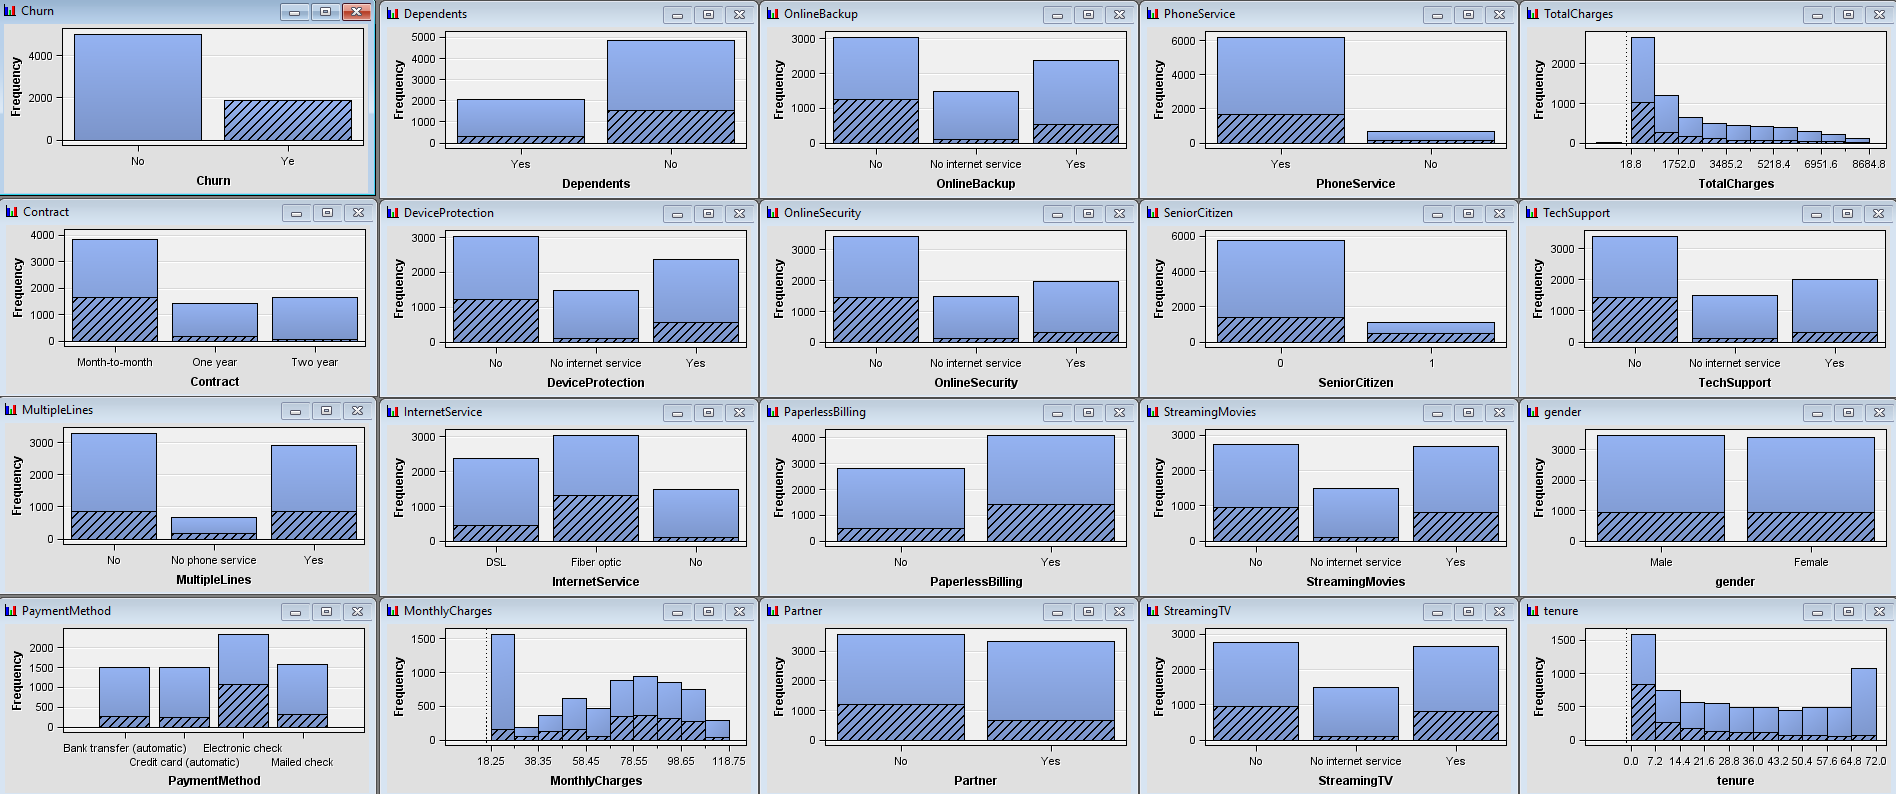 Churn
Frequency
4000
2000
0
No Ye
Churn
Dependents
Frequency
5000
4000
3000
2000
1000
0
Yes No
Dependents
OnlineBackup
Frequency
3000
2000
1000
0
No No internet service Yes
OnlineBackup
PhoneService
Frequency
6000
4000
2000
0
Yes No
PhoneService
TotalCharges
Frequency
2000
1000
0
18.8 1752.0 3485.2 5218.4 6951.6 8684.8
TotalCharges
Contract
Frequency
4000
3000
2000
1000
0
Month-to-month One year Two year
Contract
DeviceProtection
Frequency
3000
2000
1000
0
No No internet service Yes
DeviceProtection
OnlineSecurity
Frequency
3000
2000
1000
0
No No internet service Yes
OnlineSecurity
SeniorCitizen
Frequency
6000
4000
2000
0
0 1
SeniorCitizen
TechSupport
Frequency
3000
2000
1000
0
No No internet service Yes
TechSupport
MultipleLines
Frequency
3000
2000
1000
0
No No phone service Yes
MultipleLines
InternetService
Frequency
3000
2000
1000
0
DSL Fiber optic No
InternetService
PaperlessBilling
Frequency
4000
3000
2000
1000
0
No Yes
PaperlessBilling
StreamingMovies
Frequency
3000
2000
1000
0
No No internet service Yes
StreamingMovies
gender
Frequency
3000
2000
1000
0
Male Female
gender
PaymentMethod
Frequency
2000
1500
1000
500
0
Bank transfer (automatic) Electronic check
Credit card (automatic) Mailed check
PaymentMethod
MonthlyCharges
Frequency
1500
1000
500
0
18.25 38.35 58.45 78.55 98.65 118.75
MonthlyCharges
Partner
Frequency
3000
2000
1000
0
No Yes
Partner
StreamingTV
Frequency
3000
2000
1000
0
No No internet service Yes
StreamingTV
tenure
Frequency
1500
1000
500
0
0.0 7.2 14.4 21.6 28.8 36.0 43.2 50.4 57.6 64.8 72.0
tenure